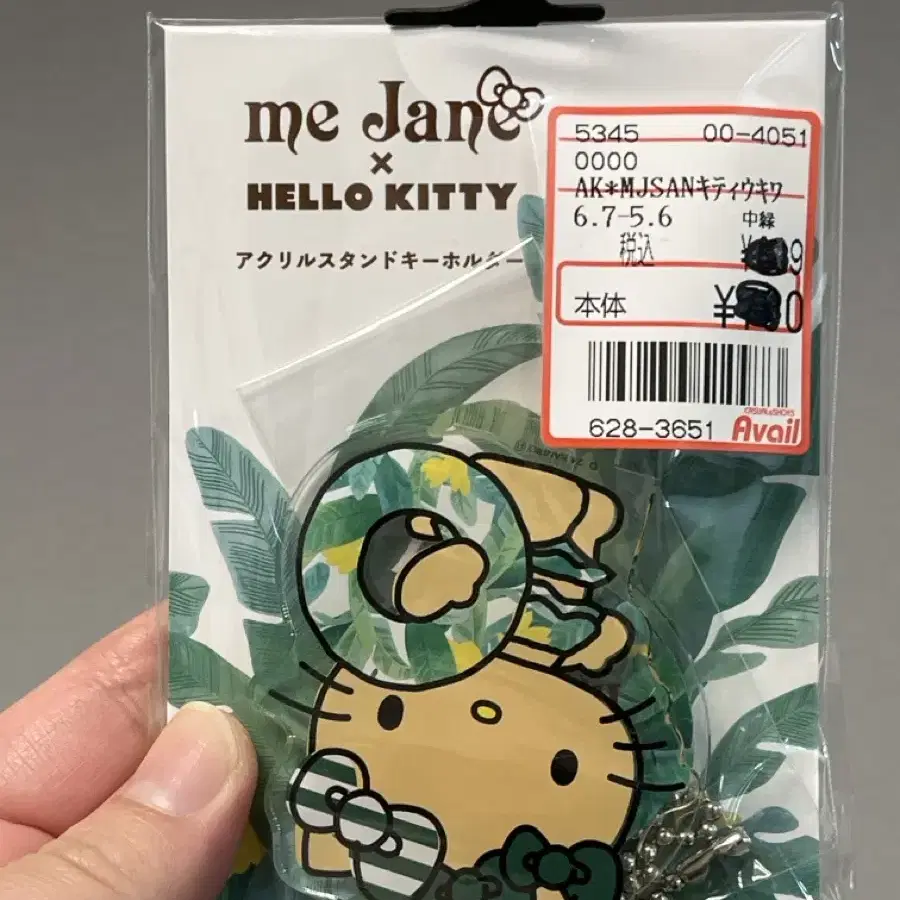 me Jane
×
HELLO KITTY
アクリルスタンドキーホルダー
5345 00-4051
0000
AK*MJSANキティウキワ
6.7-5.6 中緑
税込
本体
628-3651
CASUAL&SHOES
Avail